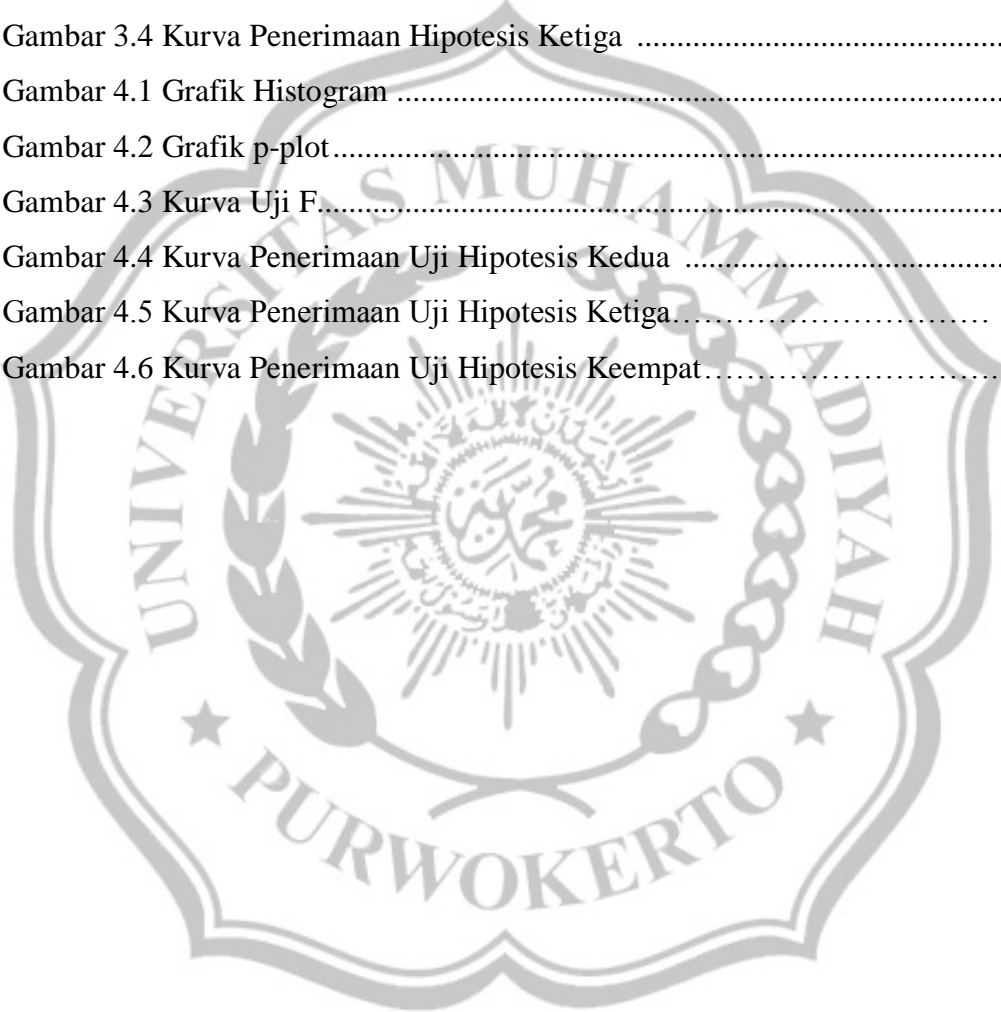 Gambar 3.4 Kurva Penerimaan Hipotesis Ketiga ..............................................
Gambar 4.1 Grafik Histogram ............................................................................
Gambar 4.2 Grafik p-plot....................................................................................
Gambar 4.3 Kurva Uji F......................................................................................
Gambar 4.4 Kurva Penerimaan Uji Hipotesis Kedua ........................................
Gambar 4.5 Kurva Penerimaan Uji Hipotesis Ketiga…………………………
Gambar 4.6 Kurva Penerimaan Uji Hipotesis Keempat………………………
UNIVERSITAS MUHAMMADIYAH
PURWOKERTO